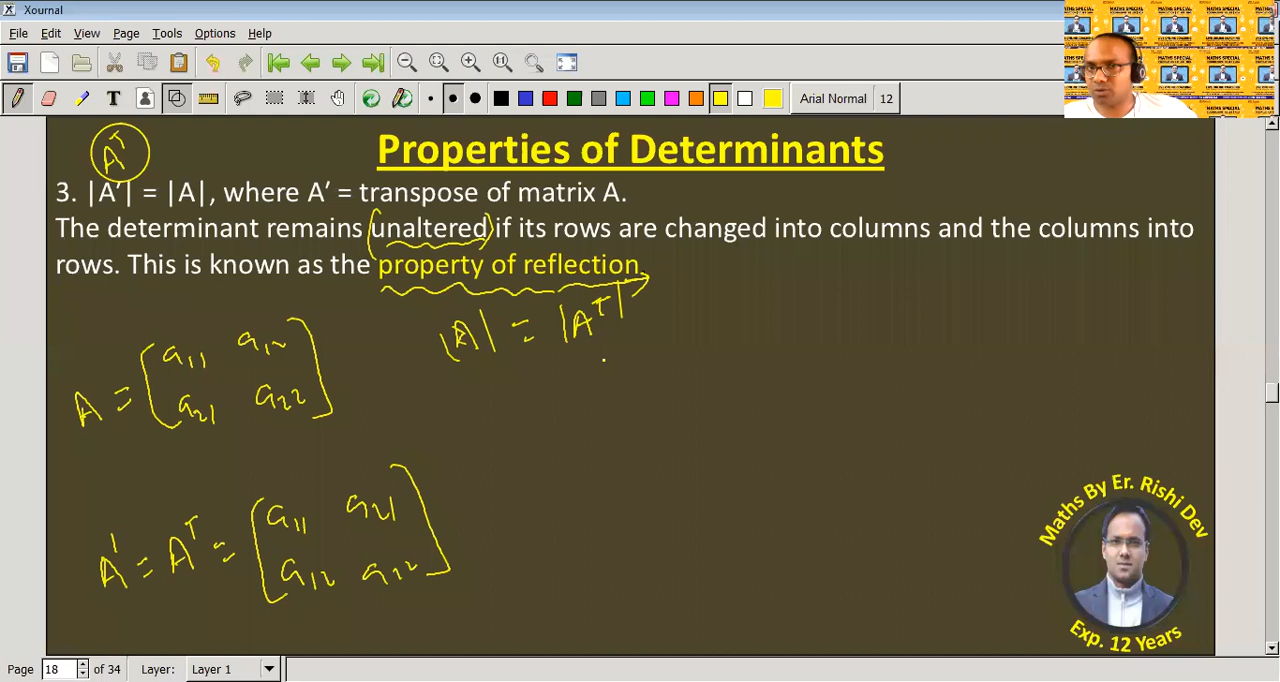 Xournal
File Edit View Page Tools Options Help
Arial Normal 12
Aᵀ
Properties of Determinants
3. |A′| = |A|, where A′ = transpose of matrix A.
The determinant remains unaltered if its rows are changed into columns and the columns into
rows. This is known as the property of reflection.
|A| = |Aᵀ|
A = [a₁₁ a₁₂
a₂₁ a₂₂]
A' = Aᵀ = [a₁₁ a₂₁
a₁₂ a₂₂]
Maths By Er. Rishi Dev
Exp. 12 Years
Page 18 of 34 Layer: Layer 1